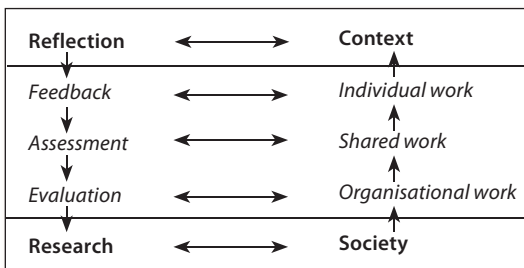 Reflection Context
Feedback Individual work
Assessment Shared work
Evaluation Organisational work
Research Society